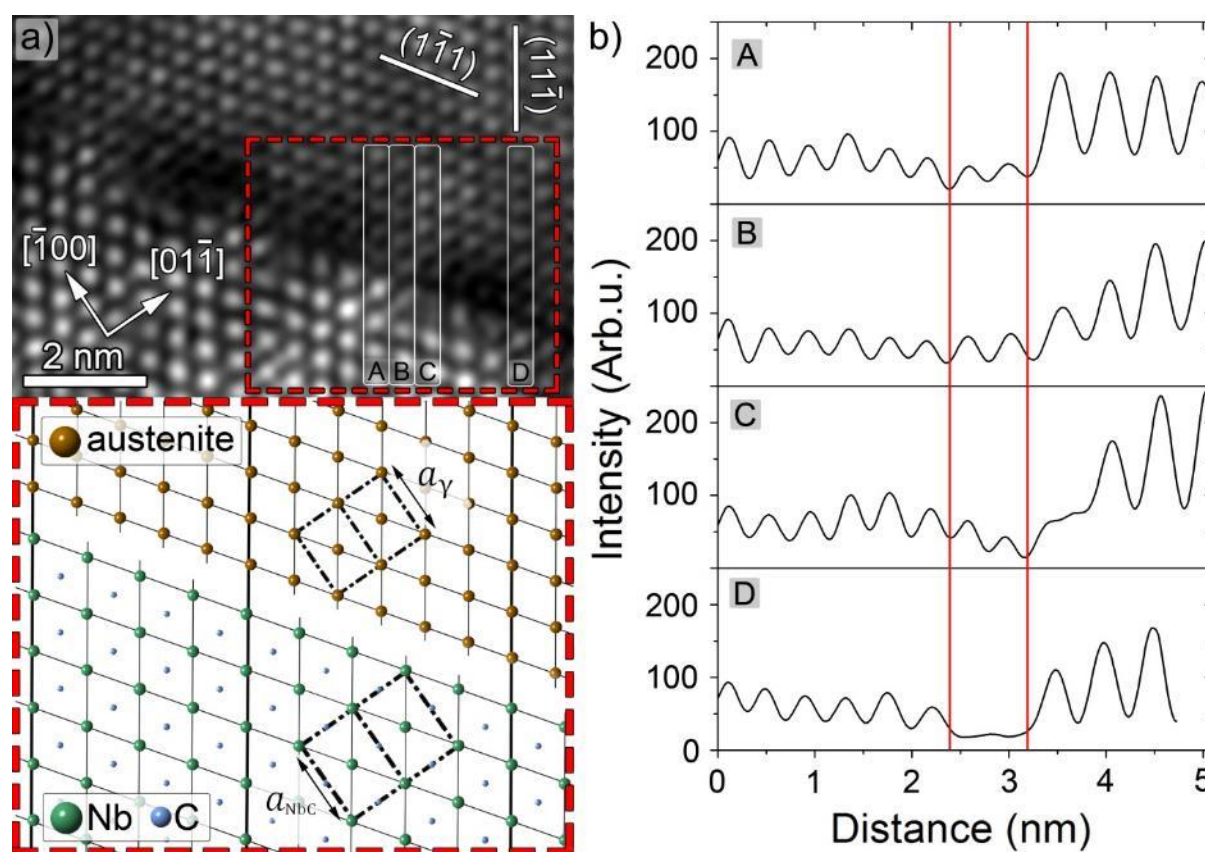 a)
(11̅1)
(111̅)
[1̅00]
[011̅]
2 nm
A B C D
austenite
aγ
aNbC
Nb C
b)
Intensity (Arb.u.)
A
200
100
B
200
100
C
200
100
D
200
100
0
0 1 2 3 4 5
Distance (nm)